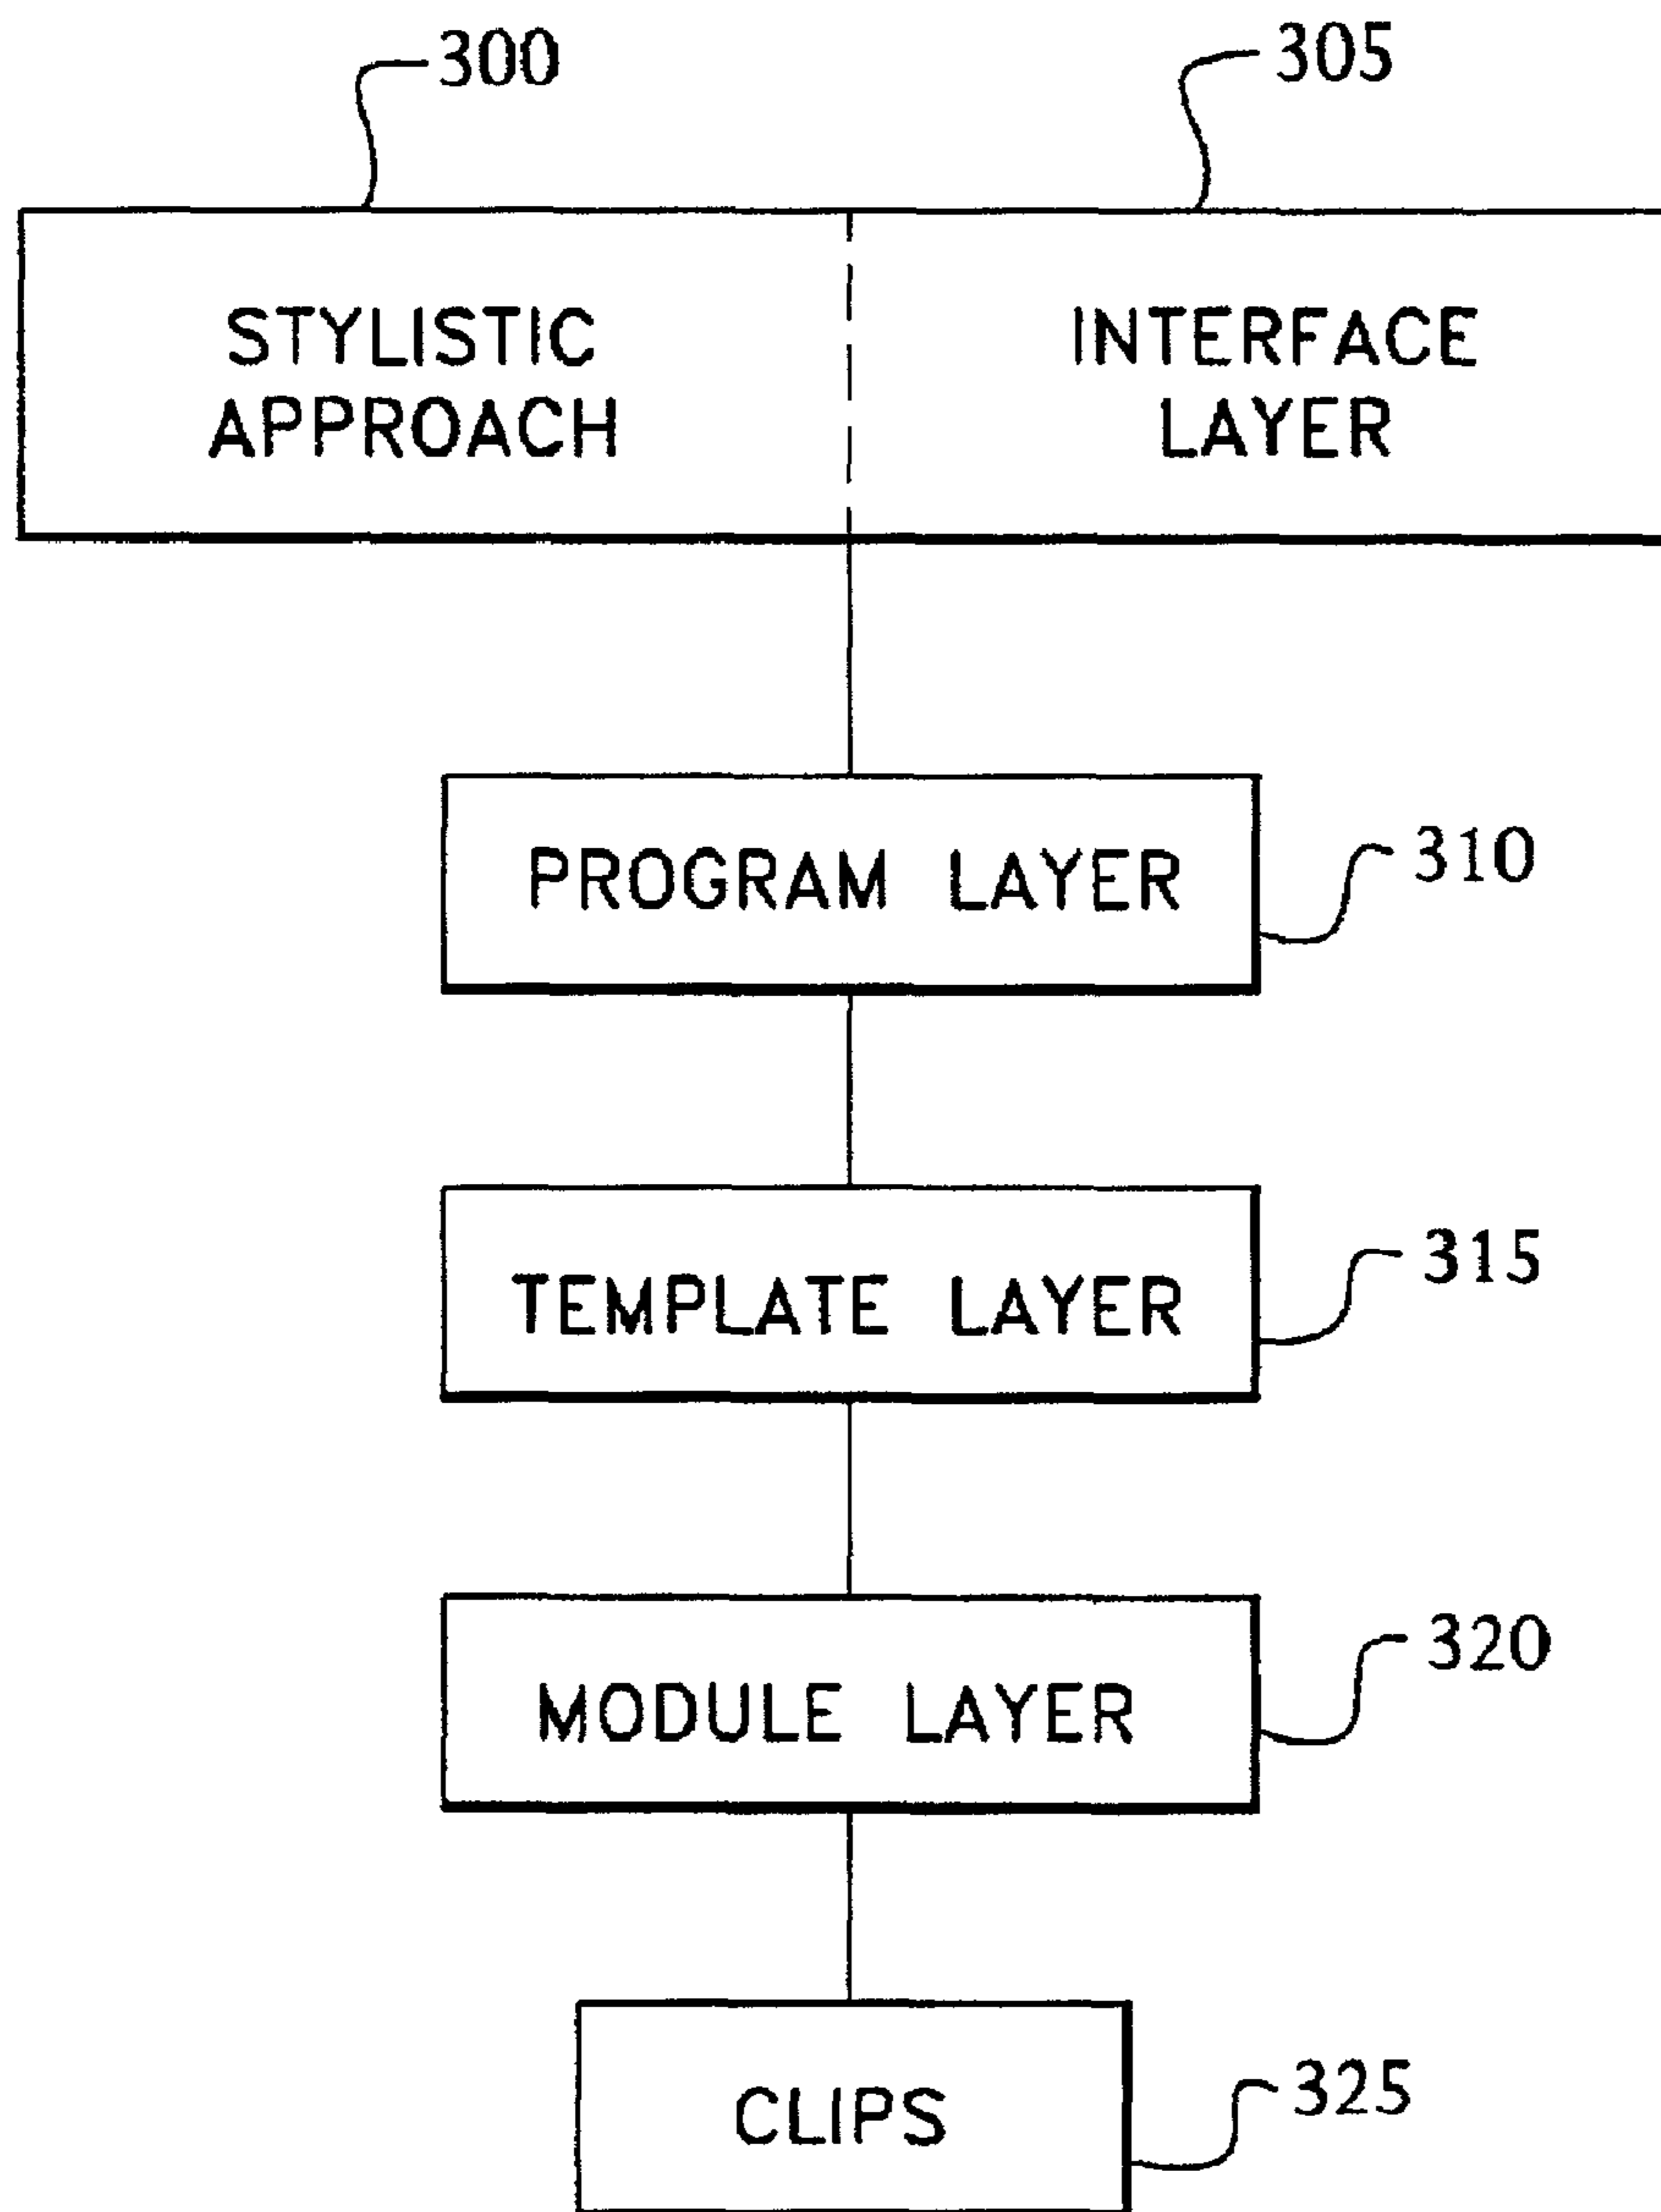 300
305
STYLISTIC
APPROACH
INTERFACE
LAYER
PROGRAM LAYER
310
TEMPLATE LAYER
315
MODULE LAYER
320
CLIPS
325